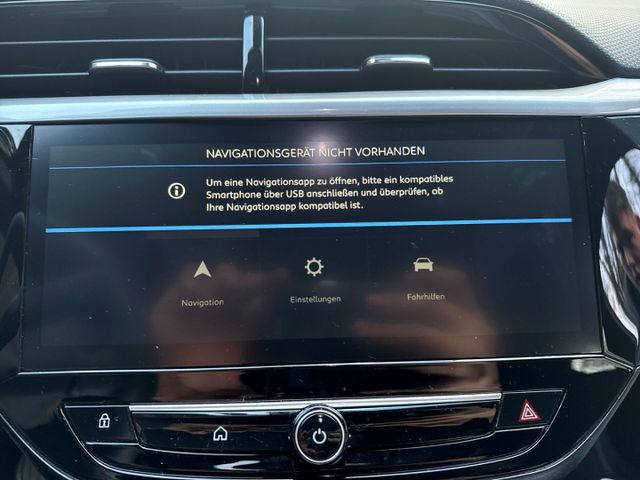 NAVIGATIONSGERÄT NICHT VORHANDEN
Um eine Navigationsapp zu öffnen, bitte ein kompatibles
Smartphone über USB anschließen und überprüfen, ob
Ihre Navigationsapp kompatibel ist.
Navigation Einstellungen Fahrhilfen